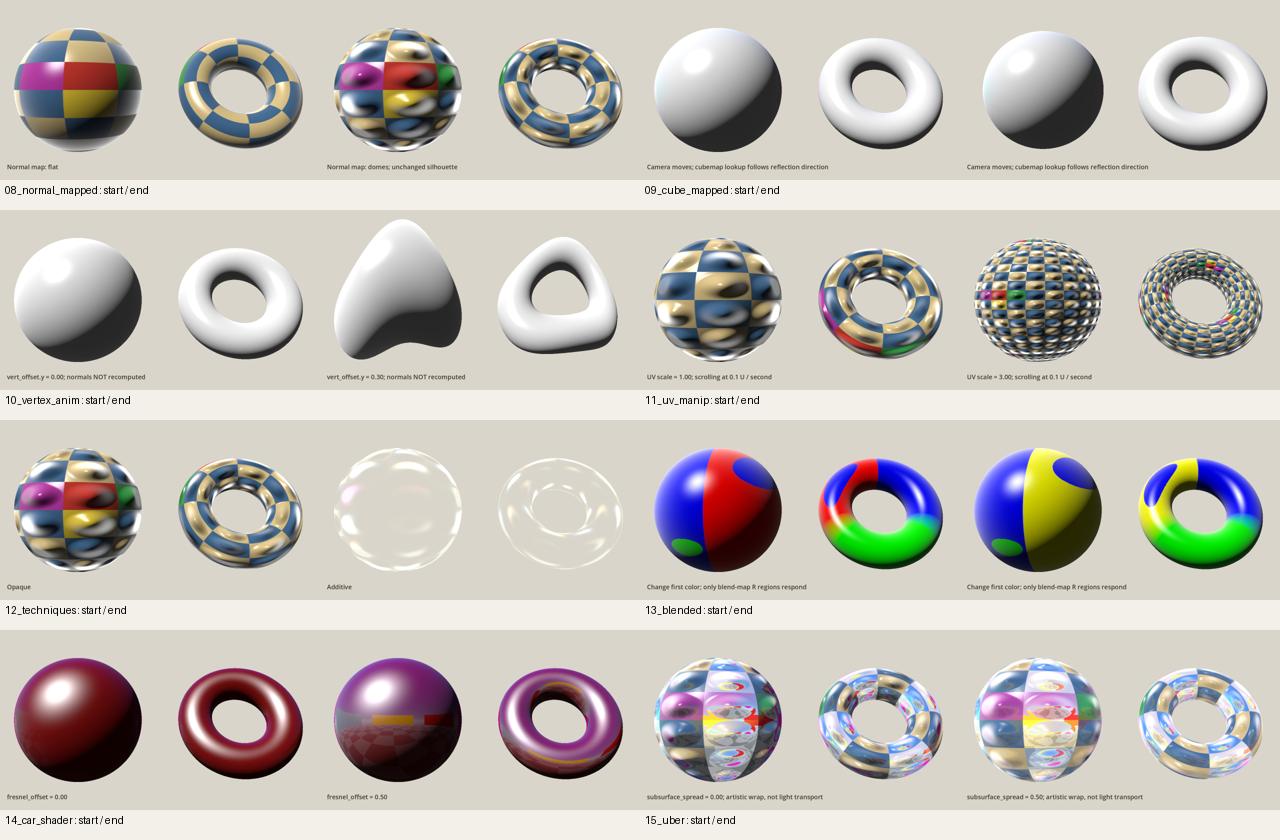 Normal map: flat
Normal map: domes; unchanged silhouette
Camera moves; cubemap lookup follows reflection direction
Camera moves; cubemap lookup follows reflection direction
08_normal_mapped: start / end
09_cube_mapped: start / end
vert_offset.y = 0.00; normals NOT recomputed
vert_offset.y = 0.30; normals NOT recomputed
UV scale = 1.00; scrolling at 0.1 U / second
UV scale = 3.00; scrolling at 0.1 U / second
10_vertex_anim: start / end
11_uv_manip: start / end
Opaque
Additive
Change first color; only blend-map R regions respond
Change first color; only blend-map R regions respond
12_techniques: start / end
13_blended: start / end
fresnel_offset = 0.00
fresnel_offset = 0.50
subsurface_spread = 0.00; artistic wrap, not light transport
subsurface_spread = 0.50; artistic wrap, not light transport
14_car_shader: start / end
15_uber: start / end